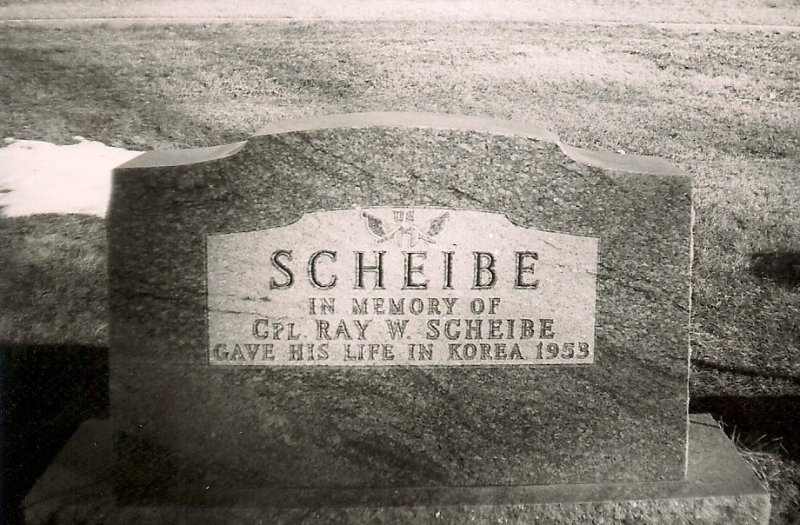 US
SCHEIBE
IN MEMORY OF
CPL. RAY W. SCHEIBE
GAVE HIS LIFE IN KOREA 1953